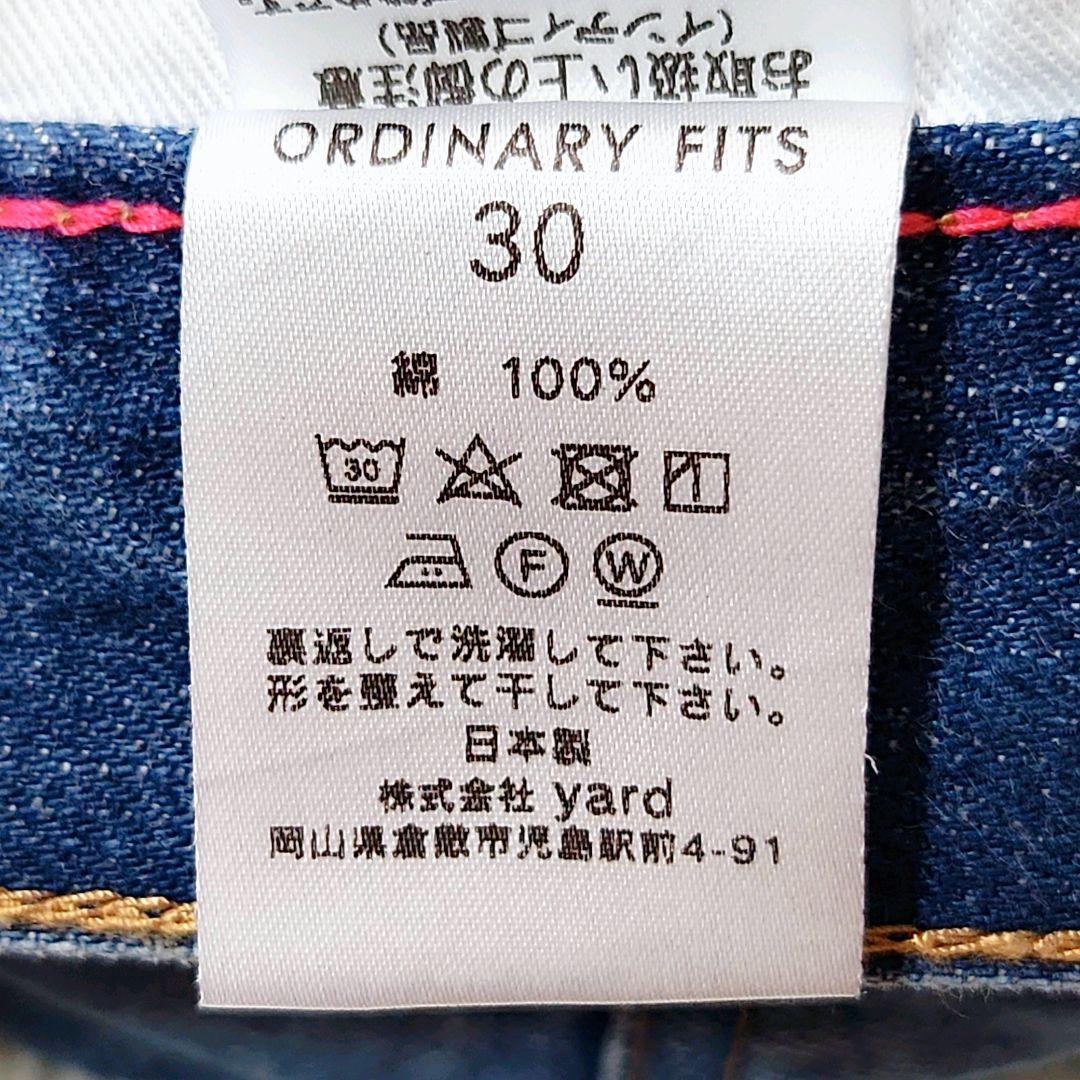 ORDINARY FITS
30
綿 100%
30
F W
裏返しで洗濯して下さい。
形を整えて干して下さい。
日本製
株式会社 yard
岡山県倉敷市児島駅前4-91